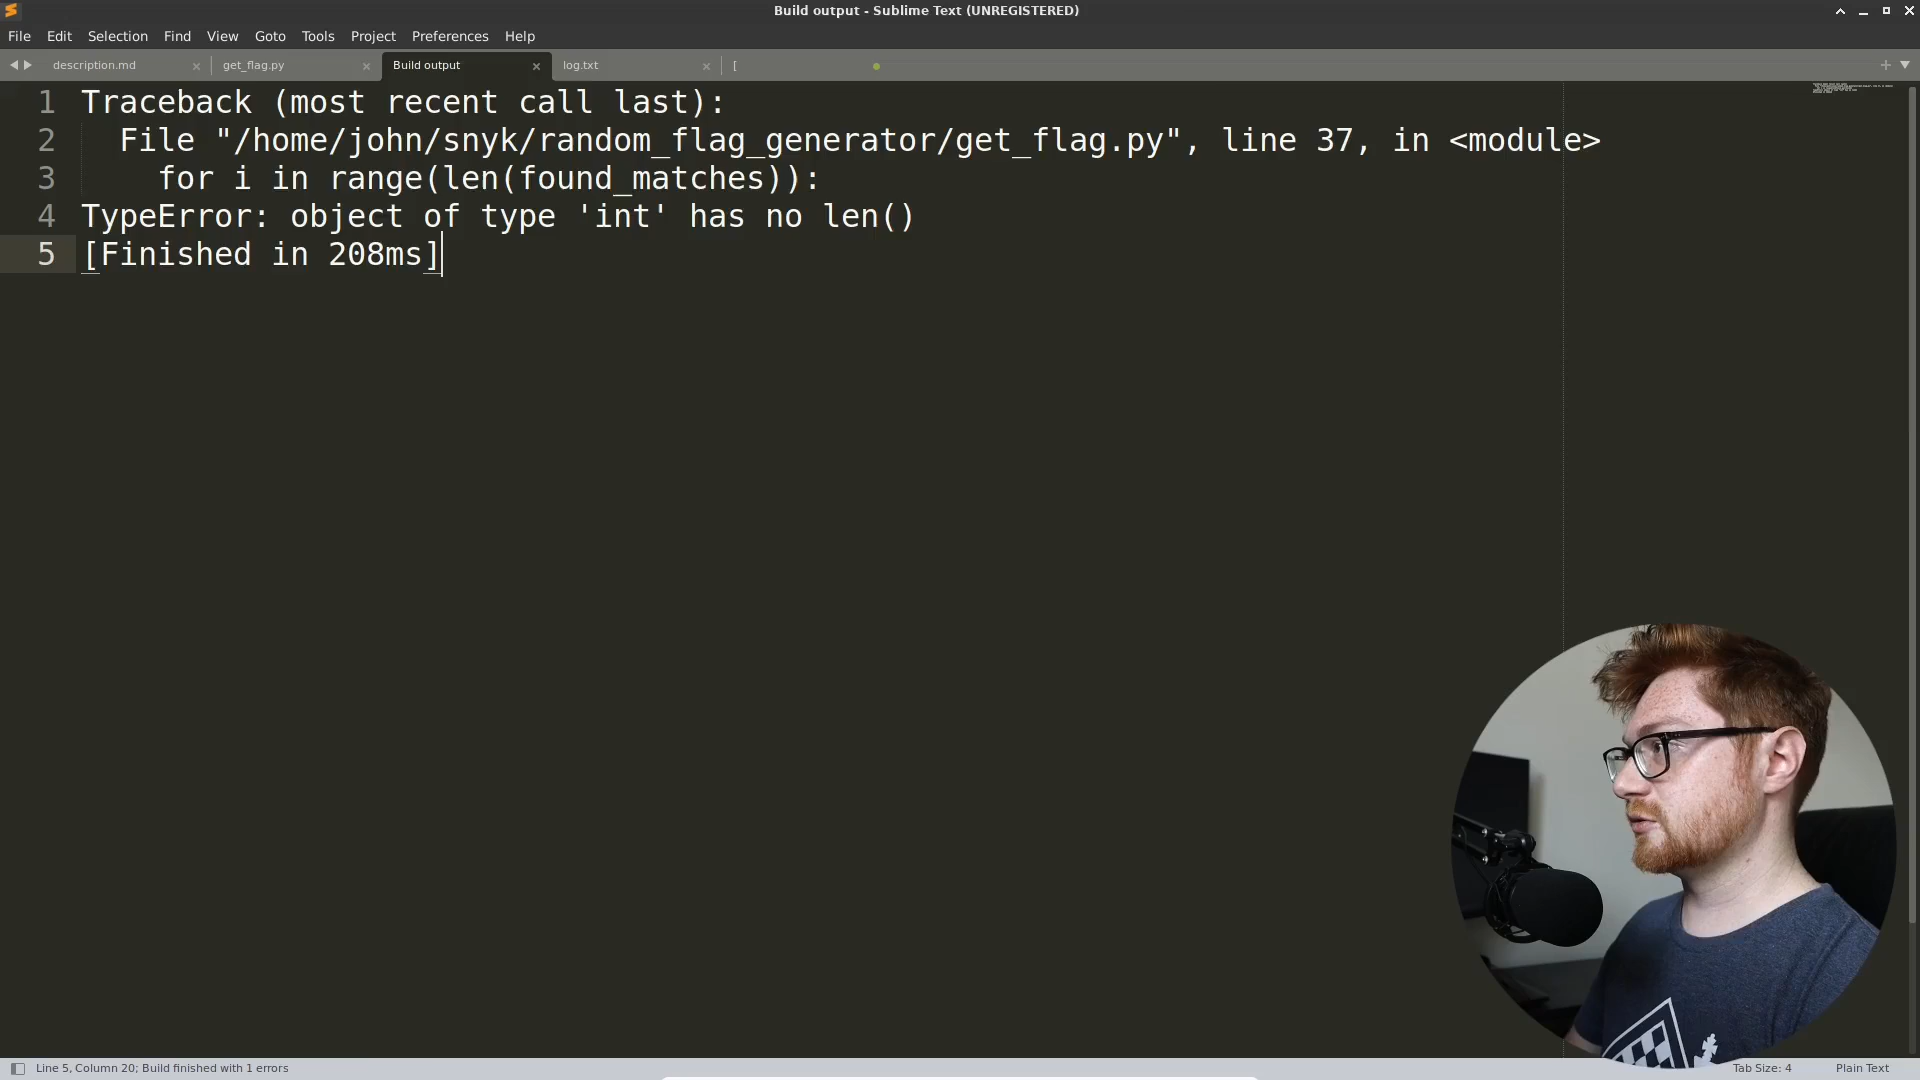 Build output - Sublime Text (UNREGISTERED)
File Edit Selection Find View Goto Tools Project Preferences Help
description.md get_flag.py Build output log.txt [
1 Traceback (most recent call last):
2 File "/home/john/snyk/random_flag_generator/get_flag.py", line 37, in <module>
3 for i in range(len(found_matches)):
4 TypeError: object of type 'int' has no len()
5 [Finished in 208ms]
Line 5, Column 20; Build finished with 1 errors
Tab Size: 4 Plain Text